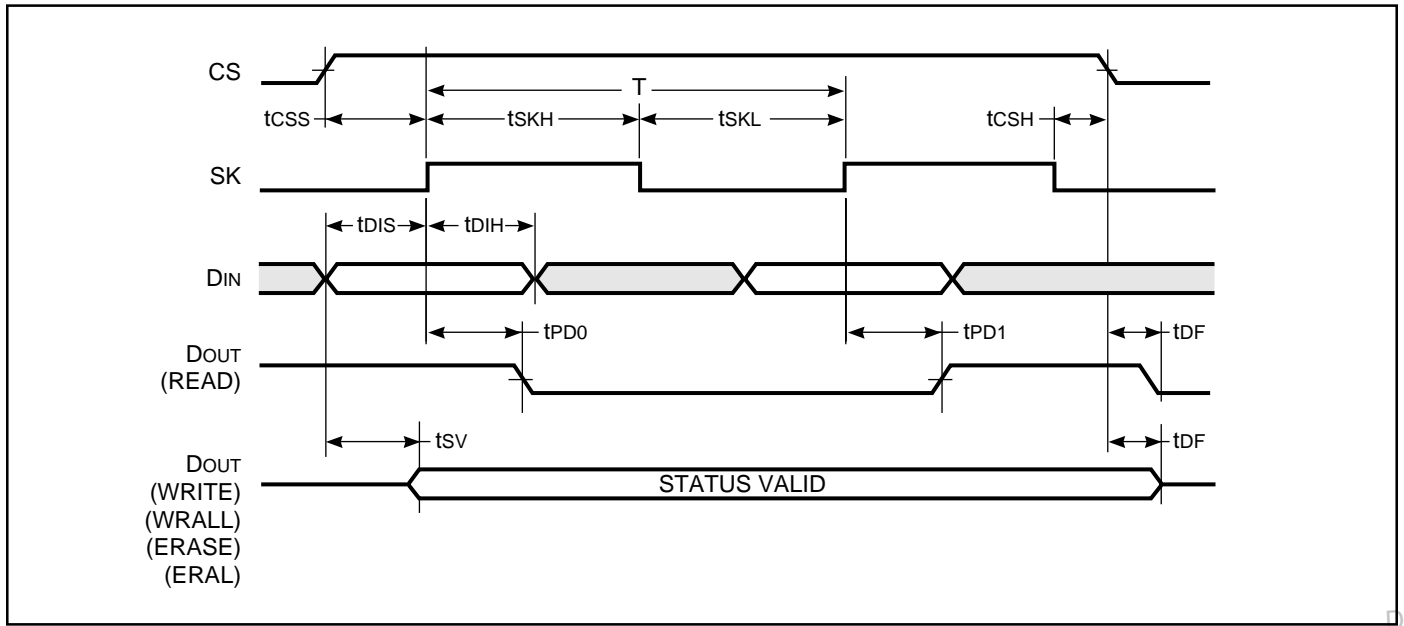 CS
T
tCSS
tSKH
tSKL
tCSH
SK
tDIS
tDIH
DIN
tPD0
tPD1
tDF
DOUT
(READ)
tSV
tDF
DOUT
(WRITE)
(WRALL)
(ERASE)
(ERAL)
STATUS VALID